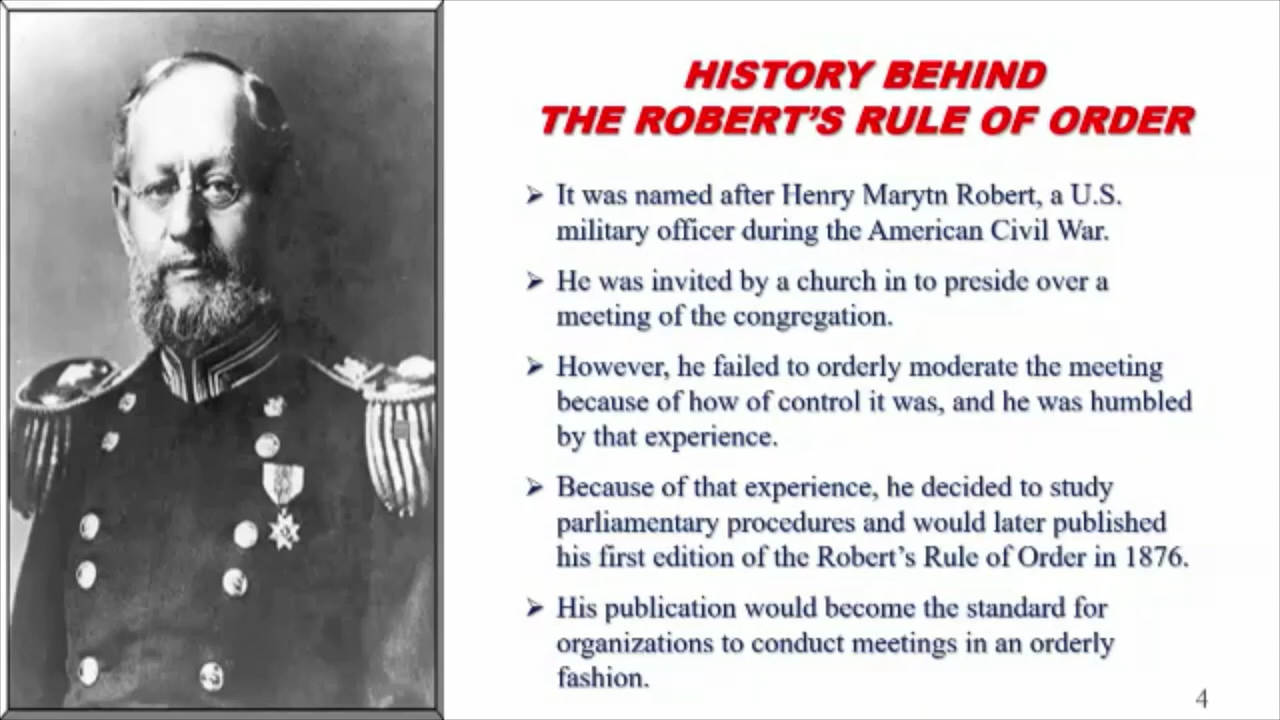 HISTORY BEHIND
THE ROBERT'S RULE OF ORDER
➢ It was named after Henry Marytn Robert, a U.S.
military officer during the American Civil War.
➢ He was invited by a church in to preside over a
meeting of the congregation.
➢ However, he failed to orderly moderate the meeting
because of how of control it was, and he was humbled
by that experience.
➢ Because of that experience, he decided to study
parliamentary procedures and would later published
his first edition of the Robert's Rule of Order in 1876.
➢ His publication would become the standard for
organizations to conduct meetings in an orderly
fashion.
4